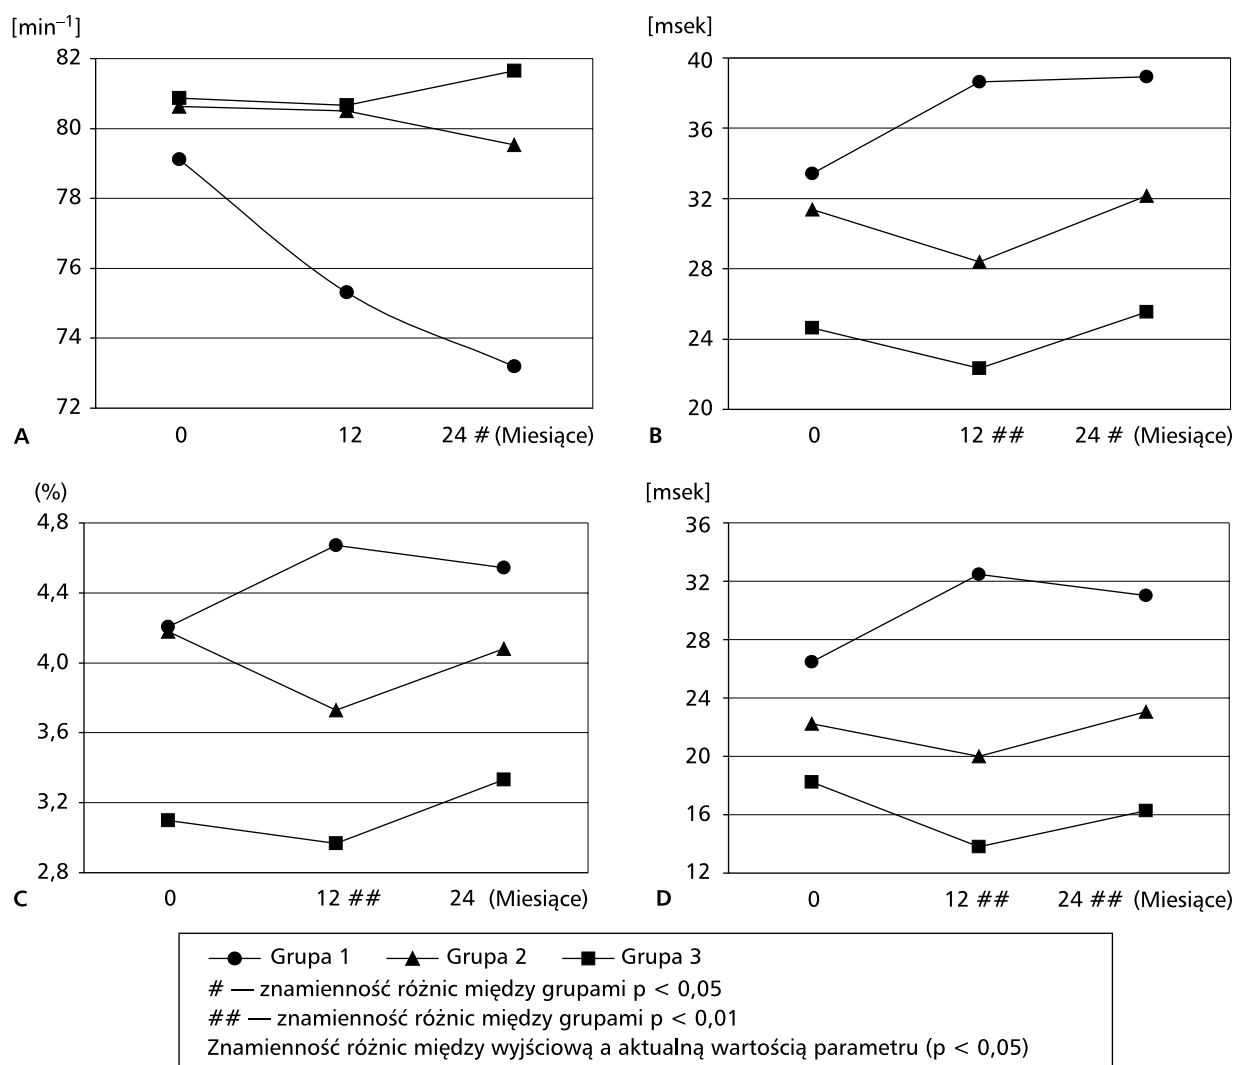 [min⁻¹]
82
80
78
76
74
72
A
0 12 24 # (Miesiące)
[msek]
40
36
32
28
24
20
B
0 12 ## 24 # (Miesiące)
(%)
4,8
4,4
4,0
3,6
3,2
2,8
C
0 12 ## 24 (Miesiące)
[msek]
36
32
28
24
20
16
12
D
0 12 ## 24 ## (Miesiące)
Grupa 1 Grupa 2 Grupa 3
# — znamienność różnic między grupami p < 0,05
## — znamienność różnic między grupami p < 0,01
Znamienność różnic między wyjściową a aktualną wartością parametru (p < 0,05)